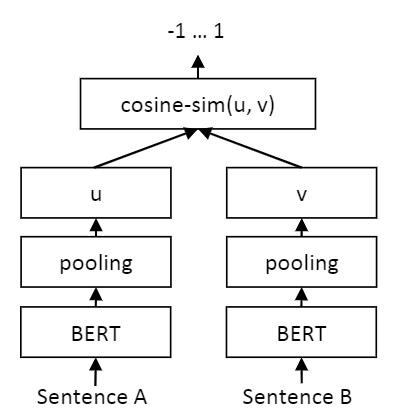 -1 … 1
cosine-sim(u, v)
u
v
pooling
pooling
BERT
BERT
Sentence A
Sentence B